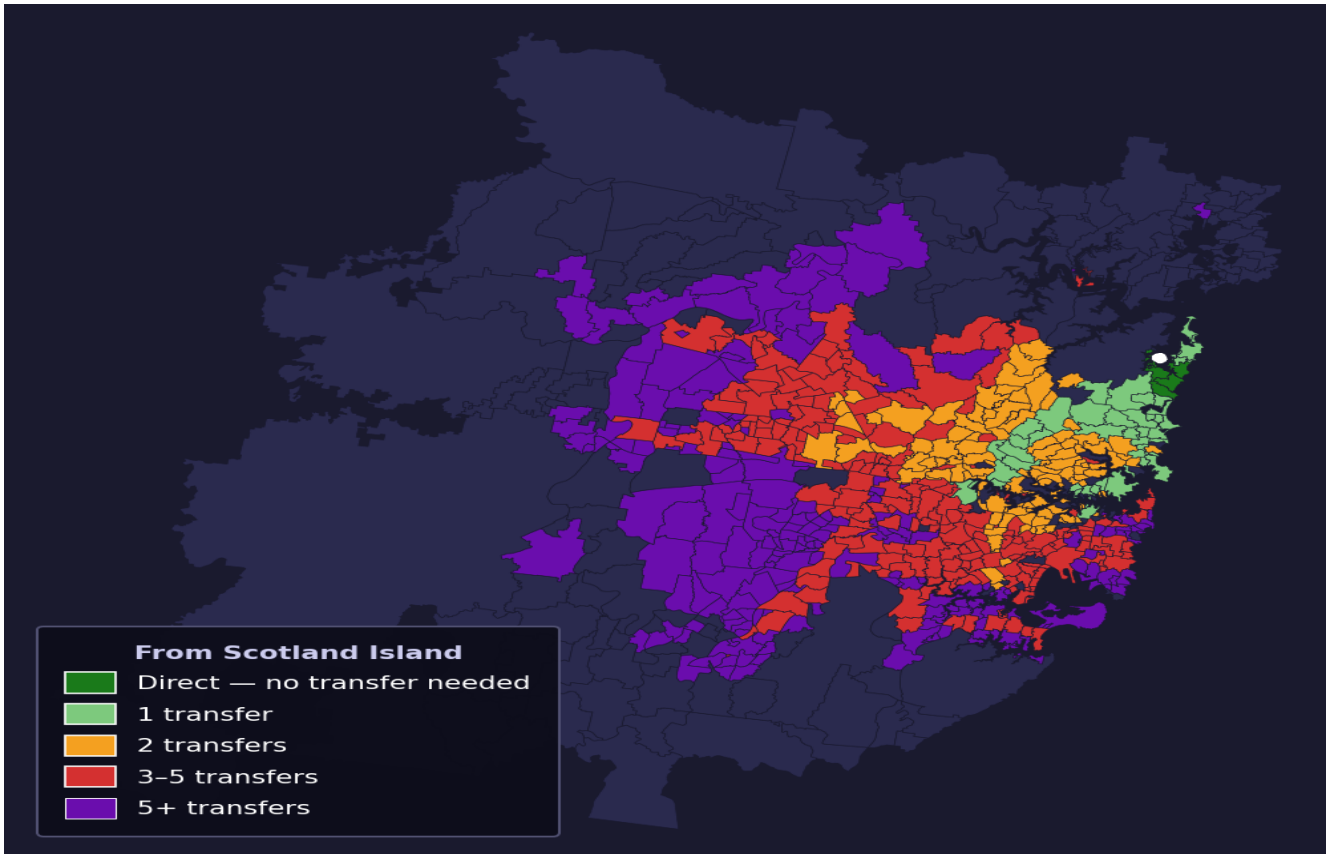 From Scotland Island
Direct — no transfer needed
1 transfer
2 transfers
3–5 transfers
5+ transfers